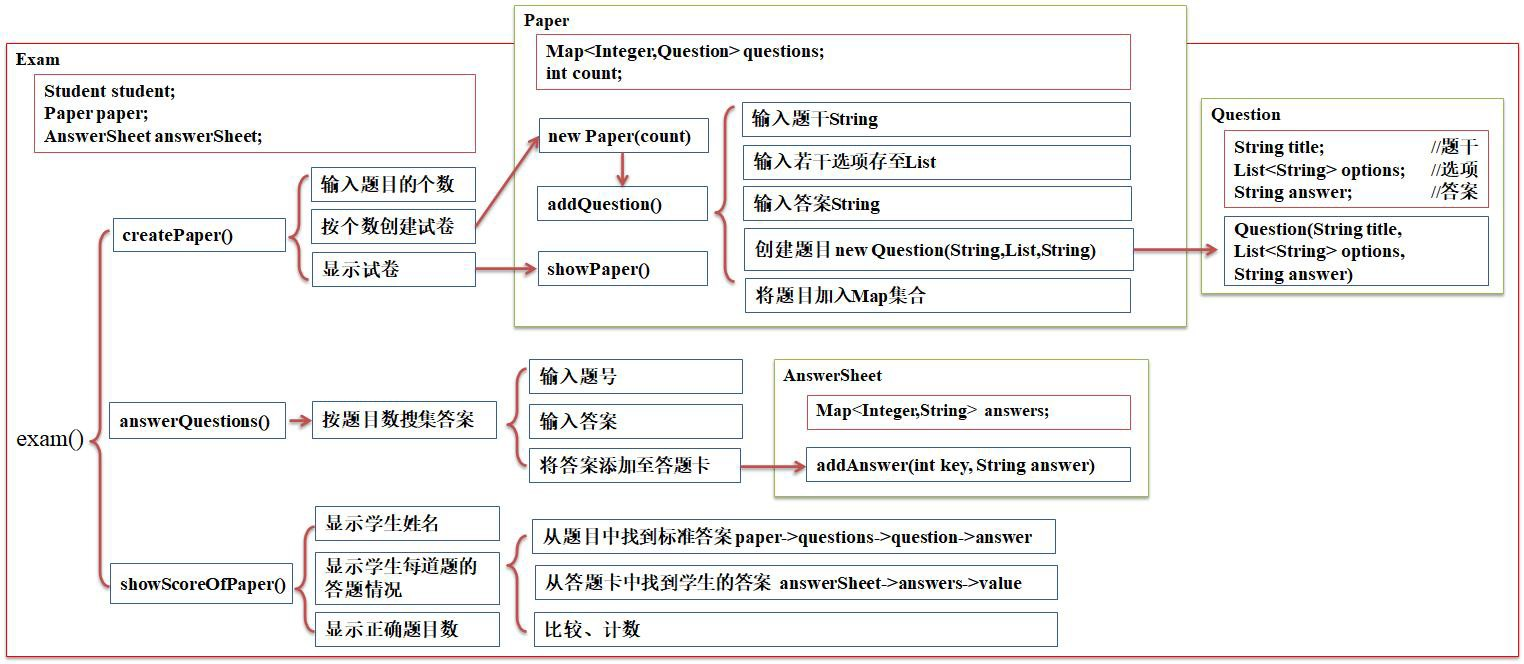 Paper
Map<Integer,Question> questions;
int count;
Exam
Student student;
Paper paper;
AnswerSheet answerSheet;
输入题目的个数
按个数创建试卷
显示试卷
createPaper()
new Paper(count)
addQuestion()
showPaper()
输入题干String
输入若干选项存至List
输入答案String
创建题目 new Question(String,List,String)
将题目加入Map集合
Question
String title; //题干
List<String> options; //选项
String answer; //答案
Question(String title,
List<String> options,
String answer)
exam()
answerQuestions()
按题目数搜集答案
输入题号
输入答案
将答案添加至答题卡
AnswerSheet
Map<Integer,String> answers;
addAnswer(int key, String answer)
showScoreOfPaper()
显示学生姓名
显示学生每道题的
答题情况
显示正确题目数
从题目中找到标准答案 paper->questions->question->answer
从答题卡中找到学生的答案 answerSheet->answers->value
比较、计数